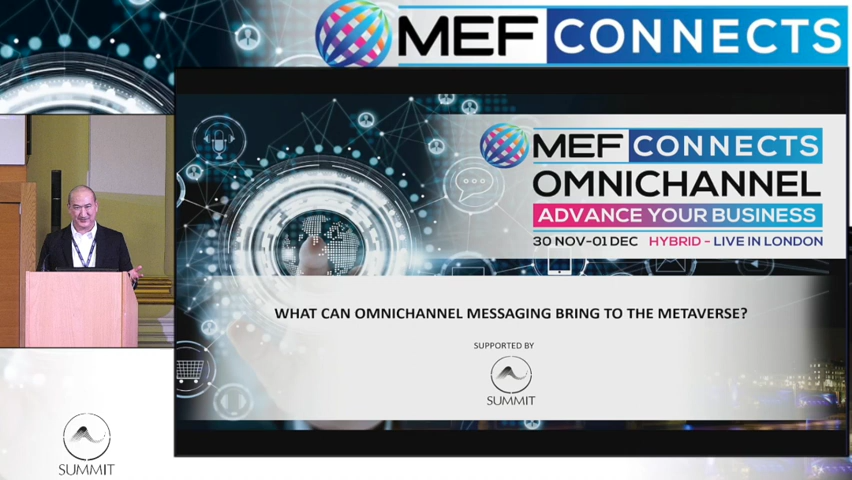 MEF CONNECTS
MEF CONNECTS
OMNICHANNEL
ADVANCE YOUR BUSINESS
30 NOV-01 DEC HYBRID – LIVE IN LONDON
WHAT CAN OMNICHANNEL MESSAGING BRING TO THE METAVERSE?
SUPPORTED BY
SUMMIT
SUMMIT